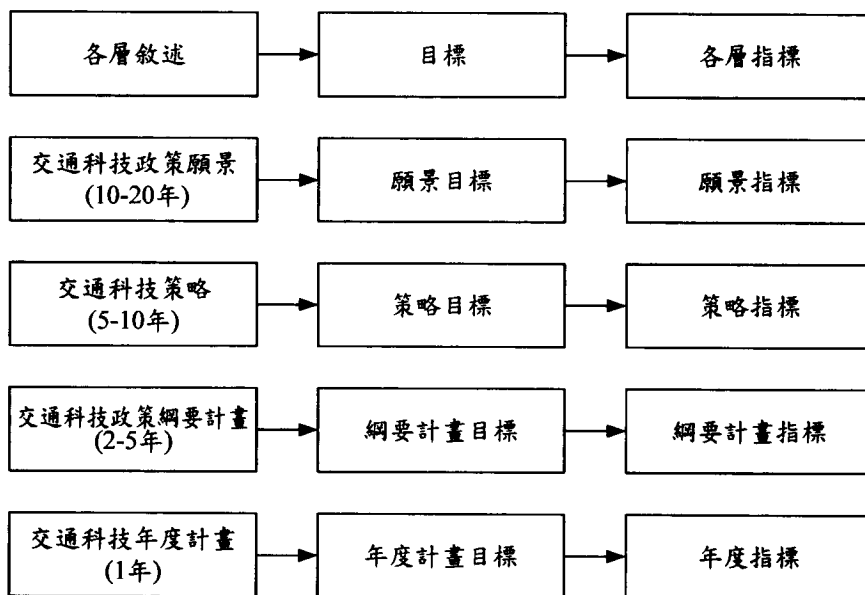 各層敘述
目標
各層指標
交通科技政策願景
(10-20年)
願景目標
願景指標
交通科技策略
(5-10年)
策略目標
策略指標
交通科技政策綱要計畫
(2-5年)
綱要計畫目標
綱要計畫指標
交通科技年度計畫
(1年)
年度計畫目標
年度指標